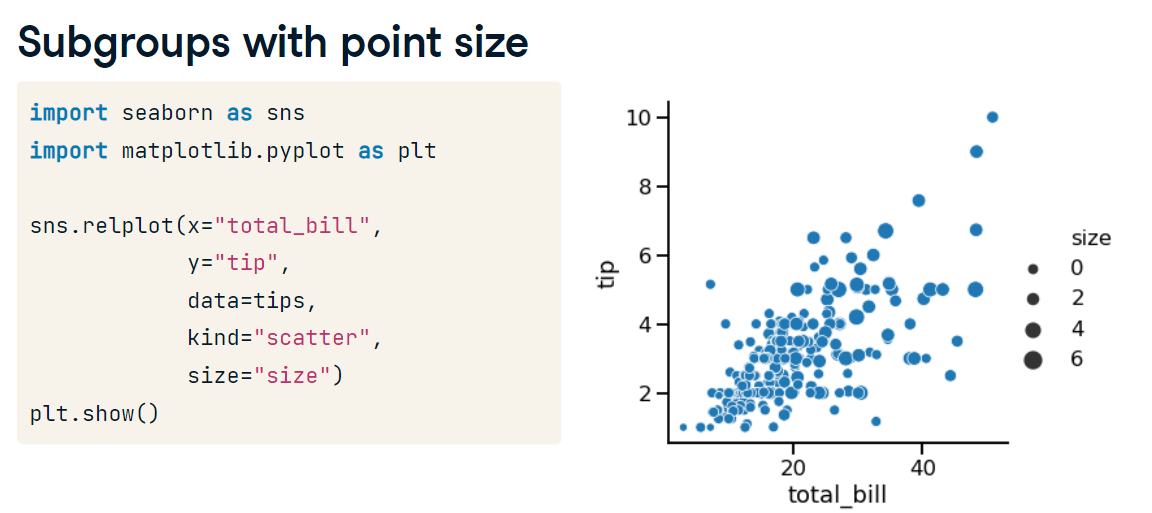 Subgroups with point size
import seaborn as sns
import matplotlib.pyplot as plt
sns.relplot(x="total_bill",
            y="tip",
            data=tips,
            kind="scatter",
            size="size")
plt.show()
10
8
6
4
2
tip
20 40
total_bill
size
0
2
4
6